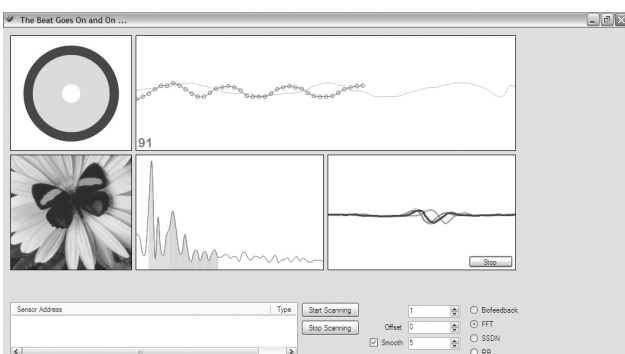 The Beat Goes On and On ...
91
Stop
Sensor Address Type
Start Scanning
1
Biofeedback
Stop Scanning
Offset 0
FFT
Smooth 5
SSDN
RR